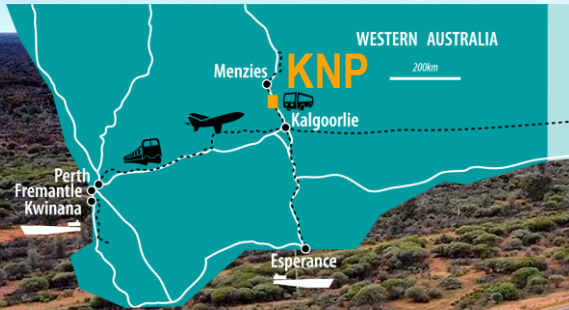 WESTERN AUSTRALIA
200km
Menzies
KNP
Kalgoorlie
Perth
Fremantle
Kwinana
Esperance